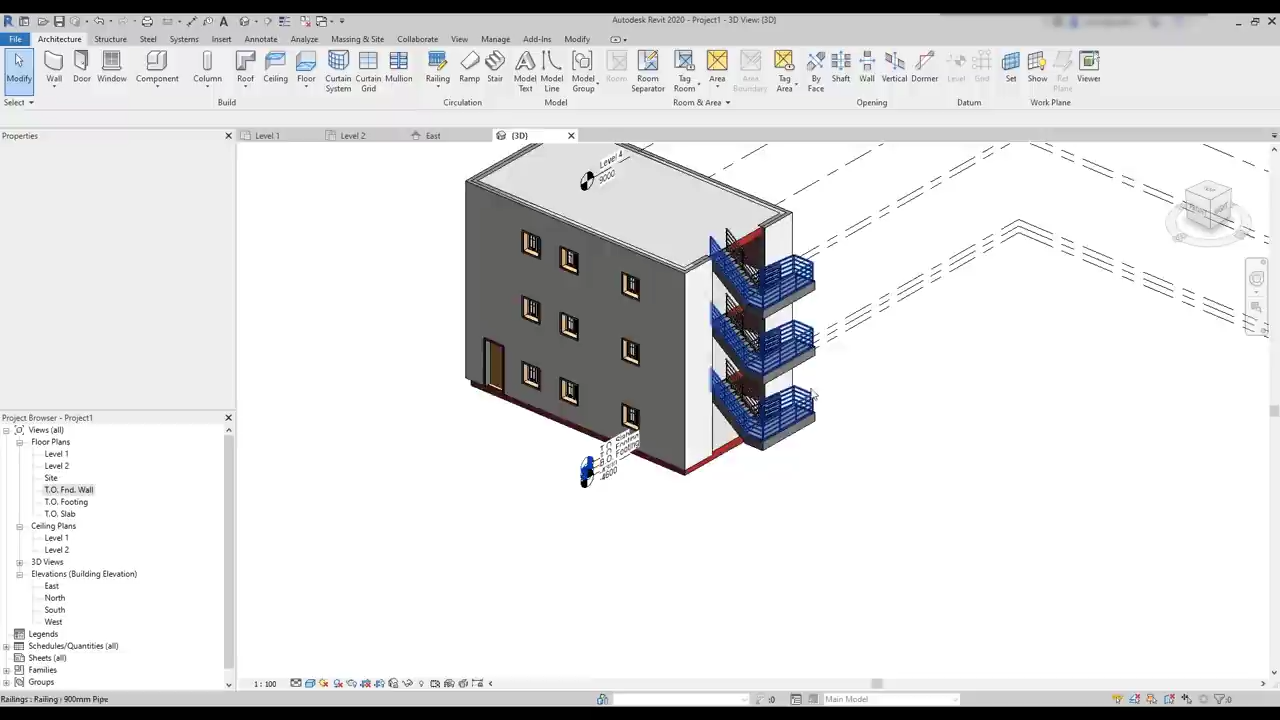 Autodesk Revit 2020 - Project1 - 3D View: {3D}
File Architecture Structure Steel Systems Insert Annotate Analyze Massing & Site Collaborate View Manage Add-Ins Modify
Modify Wall Door Window Component Column Roof Ceiling Floor Curtain System Curtain Grid Mullion Railing Ramp Stair Model Text Model Line Model Group Room Room Separator Tag Room Area Area Boundary Tag Area By Face Shaft Wall Vertical Dormer Level Grid Set Show Ref Plane Viewer
Select Build Circulation Model Room & Area Opening Datum Work Plane
Properties
Level 1 Level 2 East {3D}
Level 4
9000
Project Browser - Project1
Views (all)
Floor Plans
Level 1
Level 2
Site
T.O. Fnd. Wall
T.O. Footing
T.O. Slab
Ceiling Plans
Level 1
Level 2
3D Views
Elevations (Building Elevation)
East
North
South
West
Legends
Schedules/Quantities (all)
Sheets (all)
Families
Groups
1 : 100
Railings : Railing : 900mm Pipe
:0
Main Model
:0